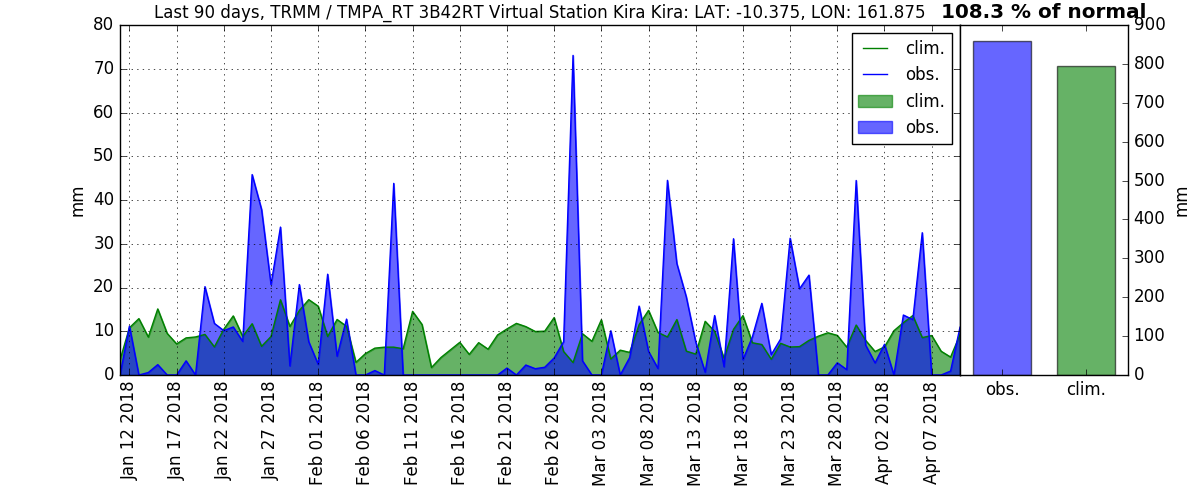 Last 90 days, TRMM / TMPA_RT 3B42RT Virtual Station Kira Kira: LAT: -10.375, LON: 161.875 108.3 % of normal
80
70
60
50
40
30
20
10
0
mm
clim.
obs.
clim.
obs.
900
800
700
600
500
400
300
200
100
0
mm
obs. clim.
Jan 12 2018
Jan 17 2018
Jan 22 2018
Jan 27 2018
Feb 01 2018
Feb 06 2018
Feb 11 2018
Feb 16 2018
Feb 21 2018
Feb 26 2018
Mar 03 2018
Mar 08 2018
Mar 13 2018
Mar 18 2018
Mar 23 2018
Mar 28 2018
Apr 02 2018
Apr 07 2018